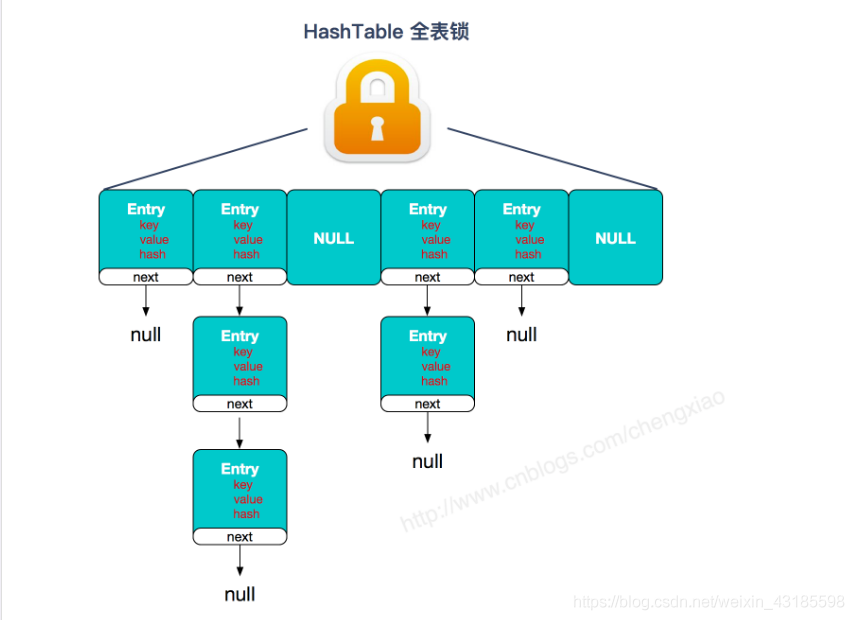 HashTable 全表锁
Entry
key
value
hash
next
Entry
key
value
hash
next
NULL
Entry
key
value
hash
next
Entry
key
value
hash
next
NULL
null
Entry
key
value
hash
next
Entry
key
value
hash
next
null
Entry
key
value
hash
next
null
null
http://www.cnblogs.com/chengxiao
https://blog.csdn.net/weixin_43185598